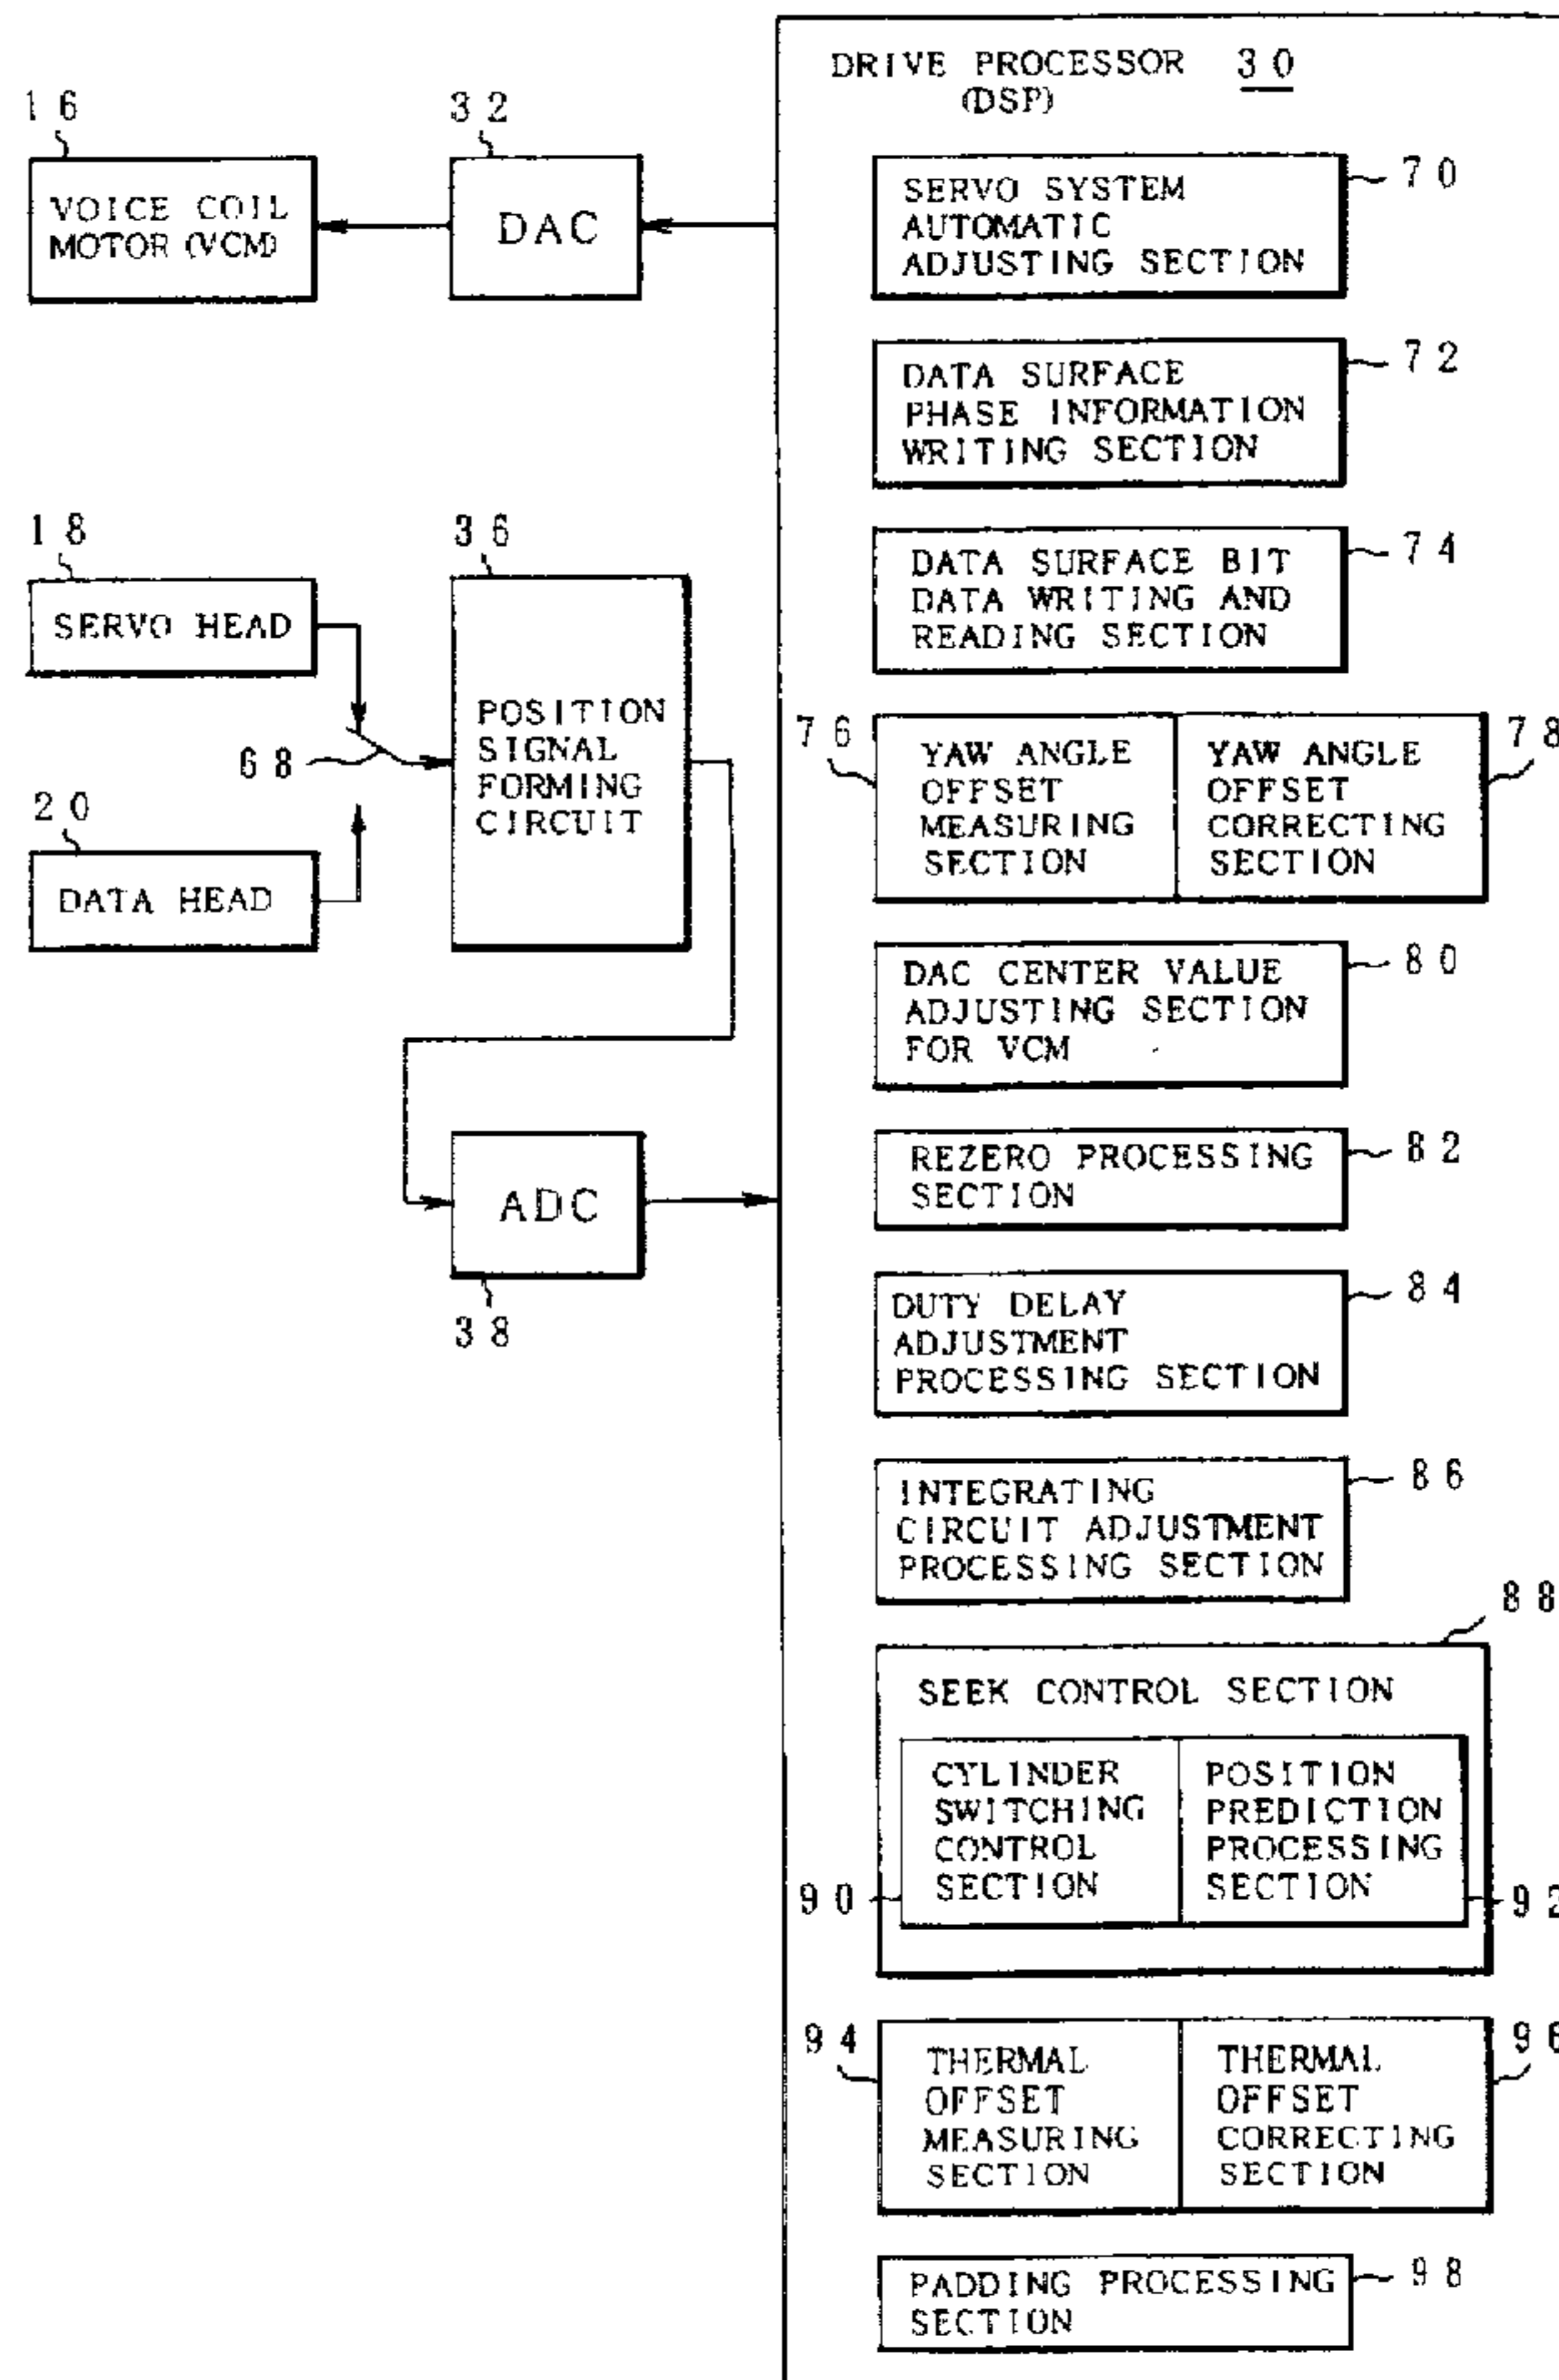 DRIVE PROCESSOR 30
(DSP)
16
VOICE COIL
MOTOR (VCM)
32
DAC
18
SERVO HEAD
68
20
DATA HEAD
36
POSITION
SIGNAL
FORMING
CIRCUIT
ADC
38
SERVO SYSTEM
AUTOMATIC
ADJUSTING SECTION
70
DATA SURFACE
PHASE INFORMATION
WRITING SECTION
72
DATA SURFACE BIT
DATA WRITING AND
READING SECTION
74
76
YAW ANGLE
OFFSET
MEASURING
SECTION
YAW ANGLE
OFFSET
CORRECTING
SECTION
78
DAC CENTER VALUE
ADJUSTING SECTION
FOR VCM
80
REZERO PROCESSING
SECTION
82
DUTY DELAY
ADJUSTMENT
PROCESSING SECTION
84
INTEGRATING
CIRCUIT ADJUSTMENT
PROCESSING SECTION
86
88
SEEK CONTROL SECTION
CYLINDER
SWITCHING
CONTROL
SECTION
90
POSITION
PREDICTION
PROCESSING
SECTION
92
94
THERMAL
OFFSET
MEASURING
SECTION
THERMAL
OFFSET
CORRECTING
SECTION
96
PADDING PROCESSING
SECTION
98